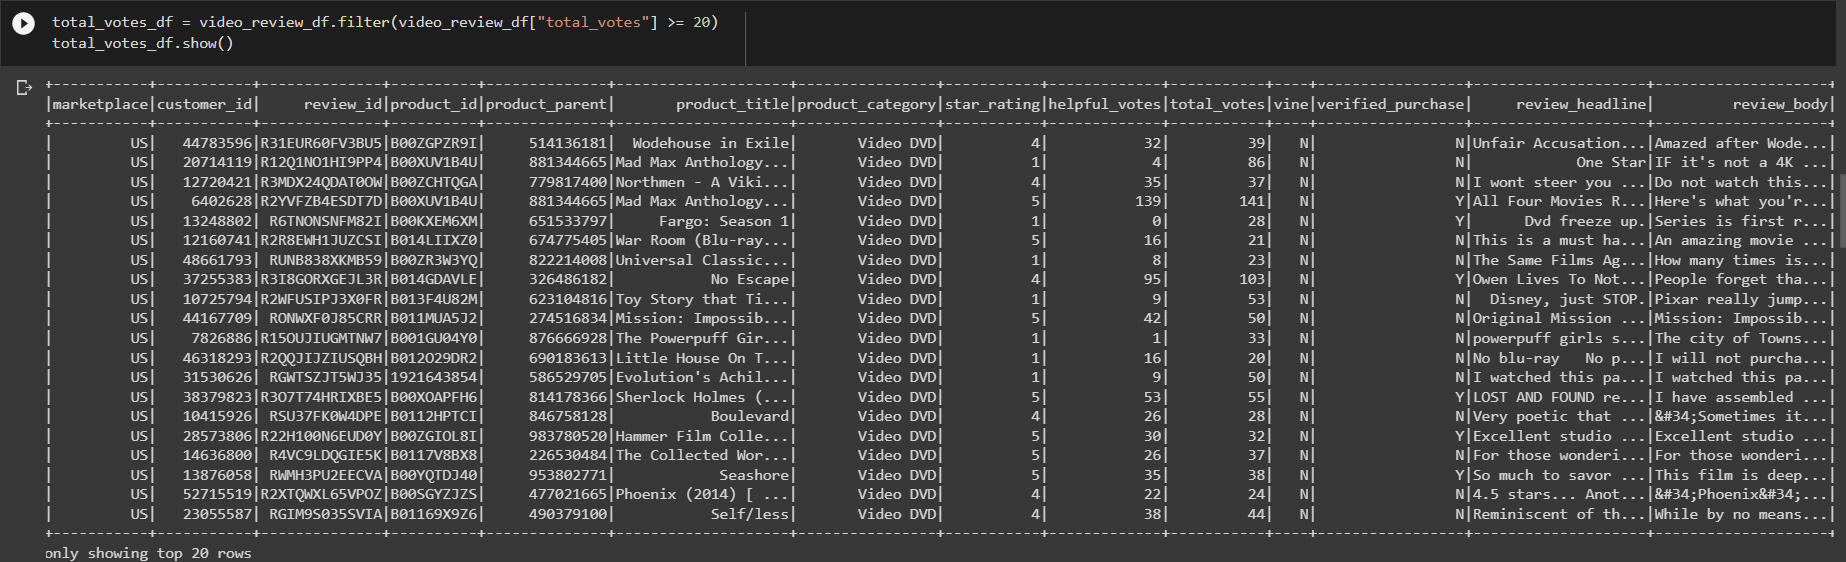 total_votes_df = video_review_df.filter(video_review_df["total_votes"] >= 20)
total_votes_df.show()
+-----------+-----------+--------------+----------+--------------+--------------------+----------------+-----------+-------------+-----------+----+-----------------+--------------------+--------------------+
|marketplace|customer_id|     review_id|product_id|product_parent|       product_title|product_category|star_rating|helpful_votes|total_votes|vine|verified_purchase|     review_headline|         review_body|
+-----------+-----------+--------------+----------+--------------+--------------------+----------------+-----------+-------------+-----------+----+-----------------+--------------------+--------------------+
|         US|   44783596|R31EUR60FV3BU5|B00ZGPZR9I|     514136181|   Wodehouse in Exile|       Video DVD|          4|           32|         39|   N|                N|Unfair Accusation...|Amazed after Wode...|
|         US|   20714119|R12Q1NO1HI9PP4|B00XUV1B4U|     881344665|Mad Max Anthology...|       Video DVD|          1|            4|         86|   N|                N|            One Star|IF it's not a 4K ...|
|         US|   12720421|R3MDX24QDAT0OW|B00ZCHTQGA|     779817400|Northmen - A Viki...|       Video DVD|          4|           35|         37|   N|                N|I wont steer you ...|Do not watch this...|
|         US|    6402628|R2YVFZB4ESDT7D|B00XUV1B4U|     881344665|Mad Max Anthology...|       Video DVD|          5|          139|        141|   N|                Y|All Four Movies R...|Here's what you'r...|
|         US|   13248802| R6TNONSNFM82I|B00KXEM6XM|     651533797|     Fargo: Season 1|       Video DVD|          1|            0|         28|   N|                Y|      Dvd freeze up.|Series is first r...|
|         US|   12160741|R2R8EWH1JUZCSI|B014LIIXZ0|     674775405|War Room (Blu-ray...|       Video DVD|          5|           16|         21|   N|                N|This is a must ha...|An amazing movie ...|
|         US|   48661793| RUNB838XKMB59|B00ZR3W3YQ|     822214008|Universal Classic...|       Video DVD|          1|            8|         23|   N|                N|The Same Films Ag...|How many times is...|
|         US|   37255383|R3I8GORXGEJL3R|B014GDAVLE|     326486182|           No Escape|       Video DVD|          4|           95|        103|   N|                Y|Owen Lives To Not...|People forget tha...|
|         US|   10725794|R2WFUSIPJ3X0FR|B013F4U82M|     623104816|Toy Story that Ti...|       Video DVD|          1|            9|         53|   N|                N|  Disney, just STOP.|Pixar really jump...|
|         US|   44167709| RONWXF0J85CRR|B011MUA5J2|     274516834|Mission: Impossib...|       Video DVD|          5|           42|         50|   N|                N|Original Mission ...|Mission: Impossib...|
|         US|    7826886|R15OUJIUGMTNW7|B001GU04Y0|     876666928|The Powerpuff Gir...|       Video DVD|          1|            1|         33|   N|                N|powerpuff girls s...|The city of Towns...|
|         US|   46318293|R2QQJIJZIUSQBH|B012O29DR2|     690183613|Little House On T...|       Video DVD|          1|           16|         20|   N|                N|No blu-ray   No p...|I will not purcha...|
|         US|   31530626| RGWTSZJT5WJ35|1921643854|     586529705|Evolution's Achil...|       Video DVD|          1|            9|         50|   N|                N|I watched this pa...|I watched this pa...|
|         US|   38379823|R3O7T74HRIXBE5|B00XOAPFH6|     814178366|Sherlock Holmes (...|       Video DVD|          5|           53|         55|   N|                Y|LOST AND FOUND re...|I have assembled ...|
|         US|   10415926| RSU37FK0W4DPE|B0112HPTCI|     846758128|           Boulevard|       Video DVD|          4|           26|         28|   N|                N|Very poetic that ...|&#34;Sometimes it...|
|         US|   28573806|R22H100N6EUD0Y|B00ZGIOL8I|     983780520|Hammer Film Colle...|       Video DVD|          5|           30|         32|   N|                Y|Excellent studio ...|Excellent studio ...|
|         US|   14636800| R4VC9LDQGIE5K|B0117V8BX8|     226530484|The Collected Wor...|       Video DVD|          5|           26|         37|   N|                N|For those wonderi...|For those wonderi...|
|         US|   13876058| RWMH3PU2EECVA|B00YQTDJ40|     953802771|            Seashore|       Video DVD|          5|           35|         38|   N|                Y|So much to savor ...|This film is deep...|
|         US|   52715519|R2XTQWXL65VPOZ|B00SGYZJZS|     477021665|Phoenix (2014) [ ...|       Video DVD|          4|           22|         24|   N|                N|4.5 stars... Anot...|&#34;Phoenix&#34;...|
|         US|   23055587| RGIM9S035SVIA|B01169X9Z6|     490379100|           Self/less|       Video DVD|          4|           38|         44|   N|                N|Reminiscent of th...|While by no means...|
+-----------+-----------+--------------+----------+--------------+--------------------+----------------+-----------+-------------+-----------+----+-----------------+--------------------+--------------------+
only showing top 20 rows